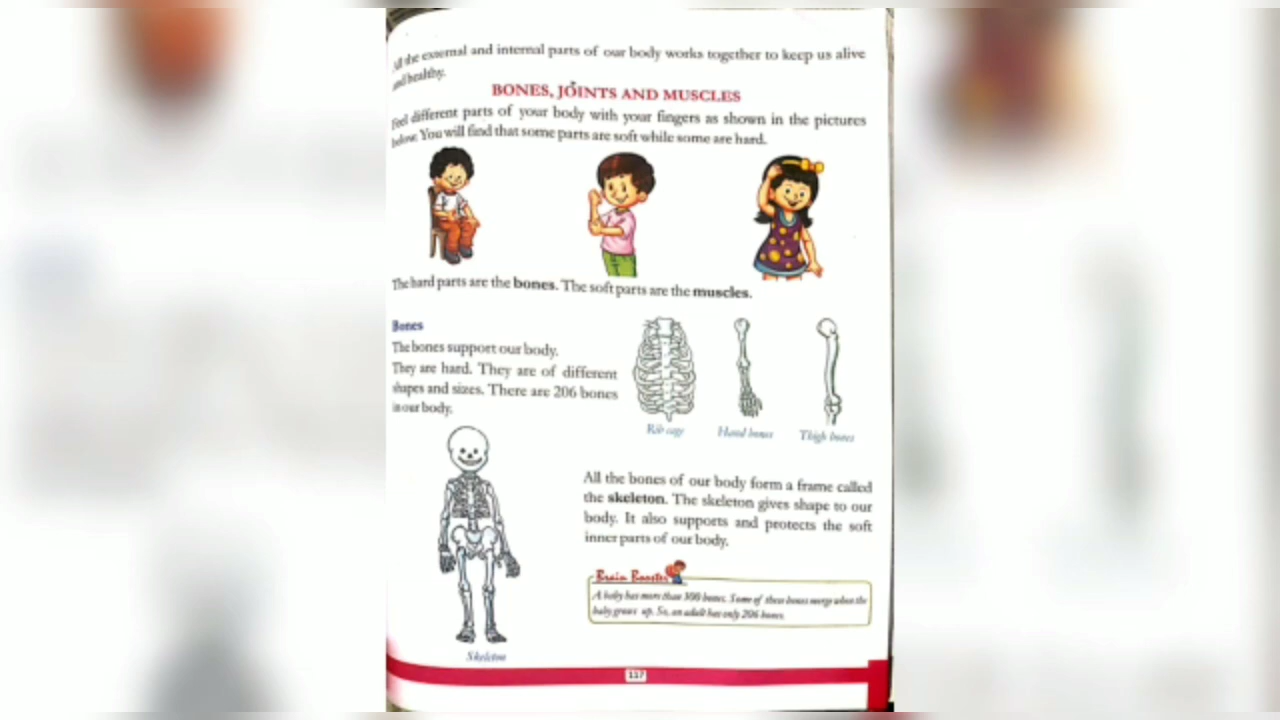 All the external and internal parts of our body works together to keep us alive
and healthy.
BONES, JOINTS AND MUSCLES
Feel different parts of your body with your fingers as shown in the pictures
below. You will find that some parts are soft while some are hard.
The hard parts are the bones. The soft parts are the muscles.
Bones
The bones support our body.
They are hard. They are of different
shapes and sizes. There are 206 bones
in our body.
Rib cage
Hand bones
Thigh bones
All the bones of our body form a frame called
the skeleton. The skeleton gives shape to our
body. It also supports and protects the soft
inner parts of our body.
Brain Booster
A baby has more than 300 bones. Some of these bones merge when the
baby grows up. So, an adult has only 206 bones.
Skeleton
117